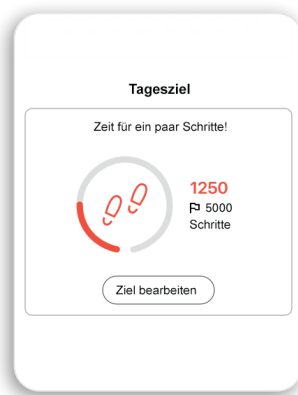 Tagesziel
Zeit für ein paar Schritte!
1250
5000
Schritte
Ziel bearbeiten